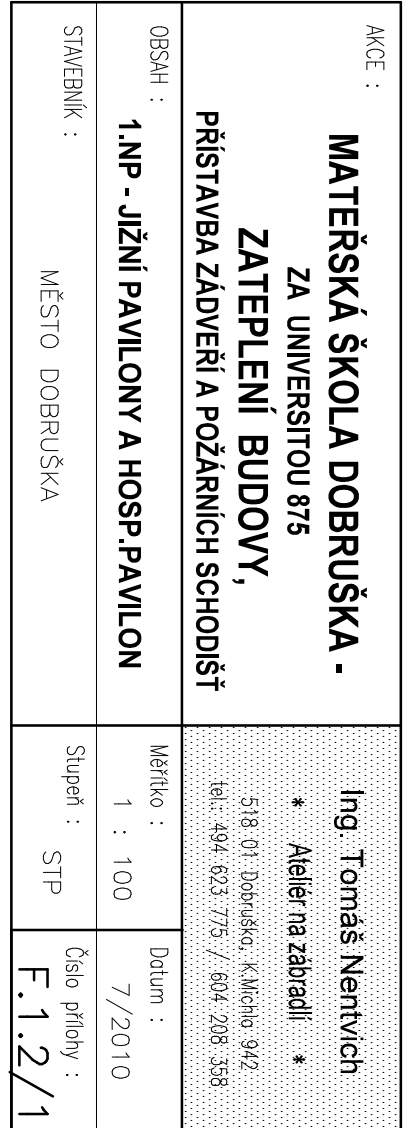 AKCE :
MATEŘSKÁ ŠKOLA DOBRUŠKA -
ZA UNIVERSITOU 875
ZATEPLENÍ BUDOVY,
PŘÍSTAVBA ZÁDVEŘÍ A POŽÁRNÍCH SCHODIŠŤ
Ing. Tomáš Nentvich
* Ateliér na zábradlí *
518 01 Dobruška, K.Michla 942
tel.: 494 623 775 / 604 208 358
OBSAH :
1.NP - JIŽNÍ PAVILONY A HOSP.PAVILON
Měřítko :
1 : 100
Datum :
7/2010
STAVEBNÍK :
MĚSTO DOBRUŠKA
Stupeň :
STP
Číslo přílohy :
F.1.2/1